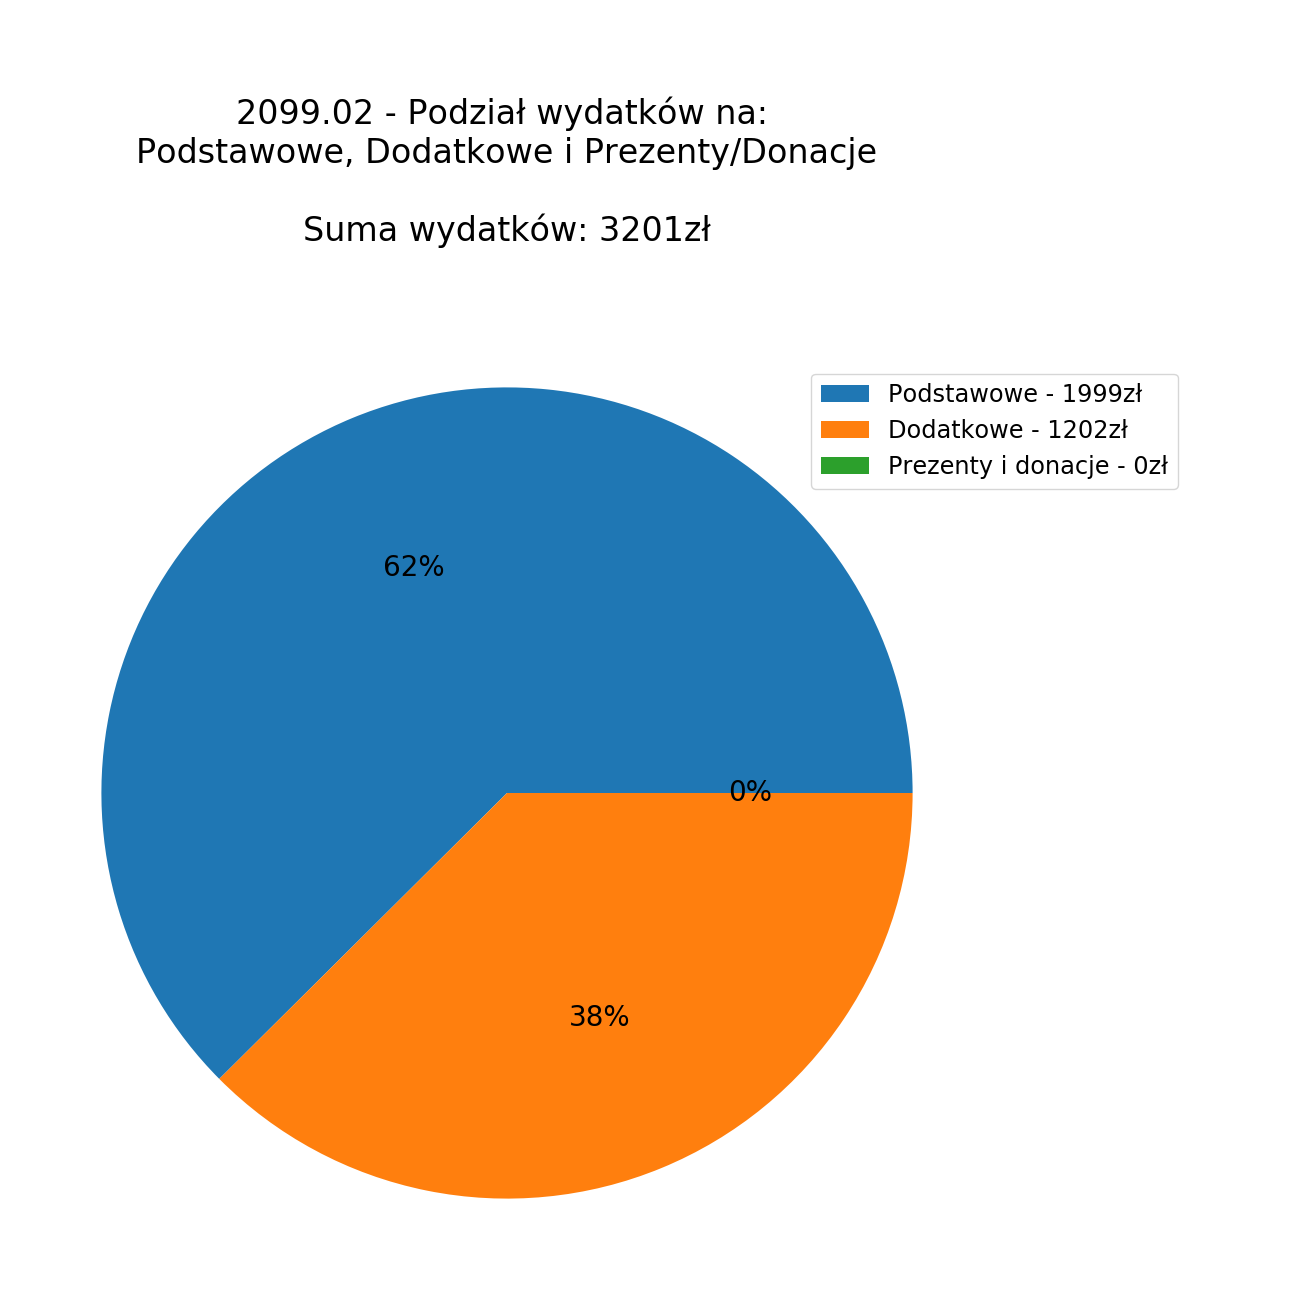 2099.02 - Podział wydatków na:
Podstawowe, Dodatkowe i Prezenty/Donacje
Suma wydatków: 3201zł
Podstawowe - 1999zł
Dodatkowe - 1202zł
Prezenty i donacje - 0zł
62%
0%
38%